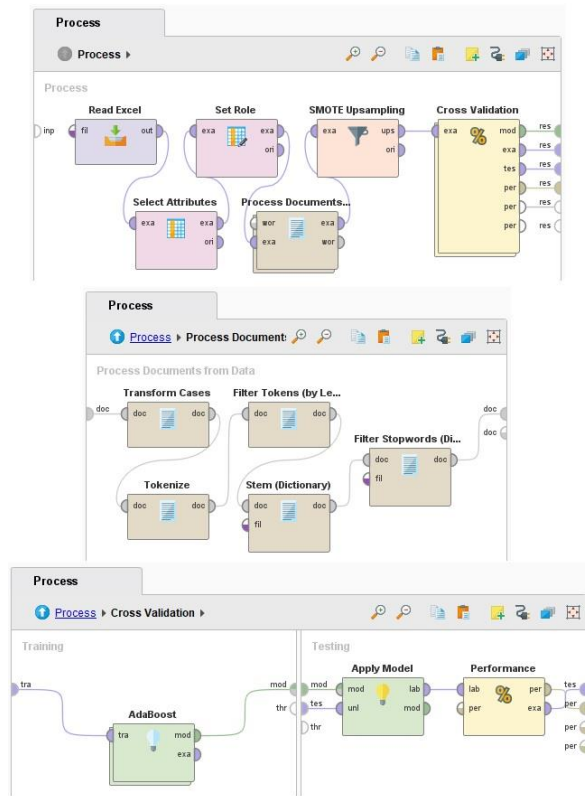 Process
Process
Process
inp
Read Excel
fil
out
Set Role
exa
exa
ori
SMOTE Upsampling
exa
ups
ori
Cross Validation
exa
mod
exa
tes
per
per
per
res
res
res
res
res
res
Select Attributes
exa
exa
ori
Process Documents...
wor
exa
exa
wor
Process
Process Process Document
Process Documents from Data
doc
Transform Cases
doc
doc
Filter Tokens (by Le...
doc
doc
doc
doc
Filter Stopwords (Di...
doc
doc
fil
Tokenize
doc
doc
Stem (Dictionary)
doc
doc
fil
Process
Process Cross Validation
Training
tra
AdaBoost
tra
mod
exa
mod
thr
Testing
mod
tes
thr
Apply Model
mod
lab
unl
mod
Performance
lab
per
per
exa
tes
per
per
per